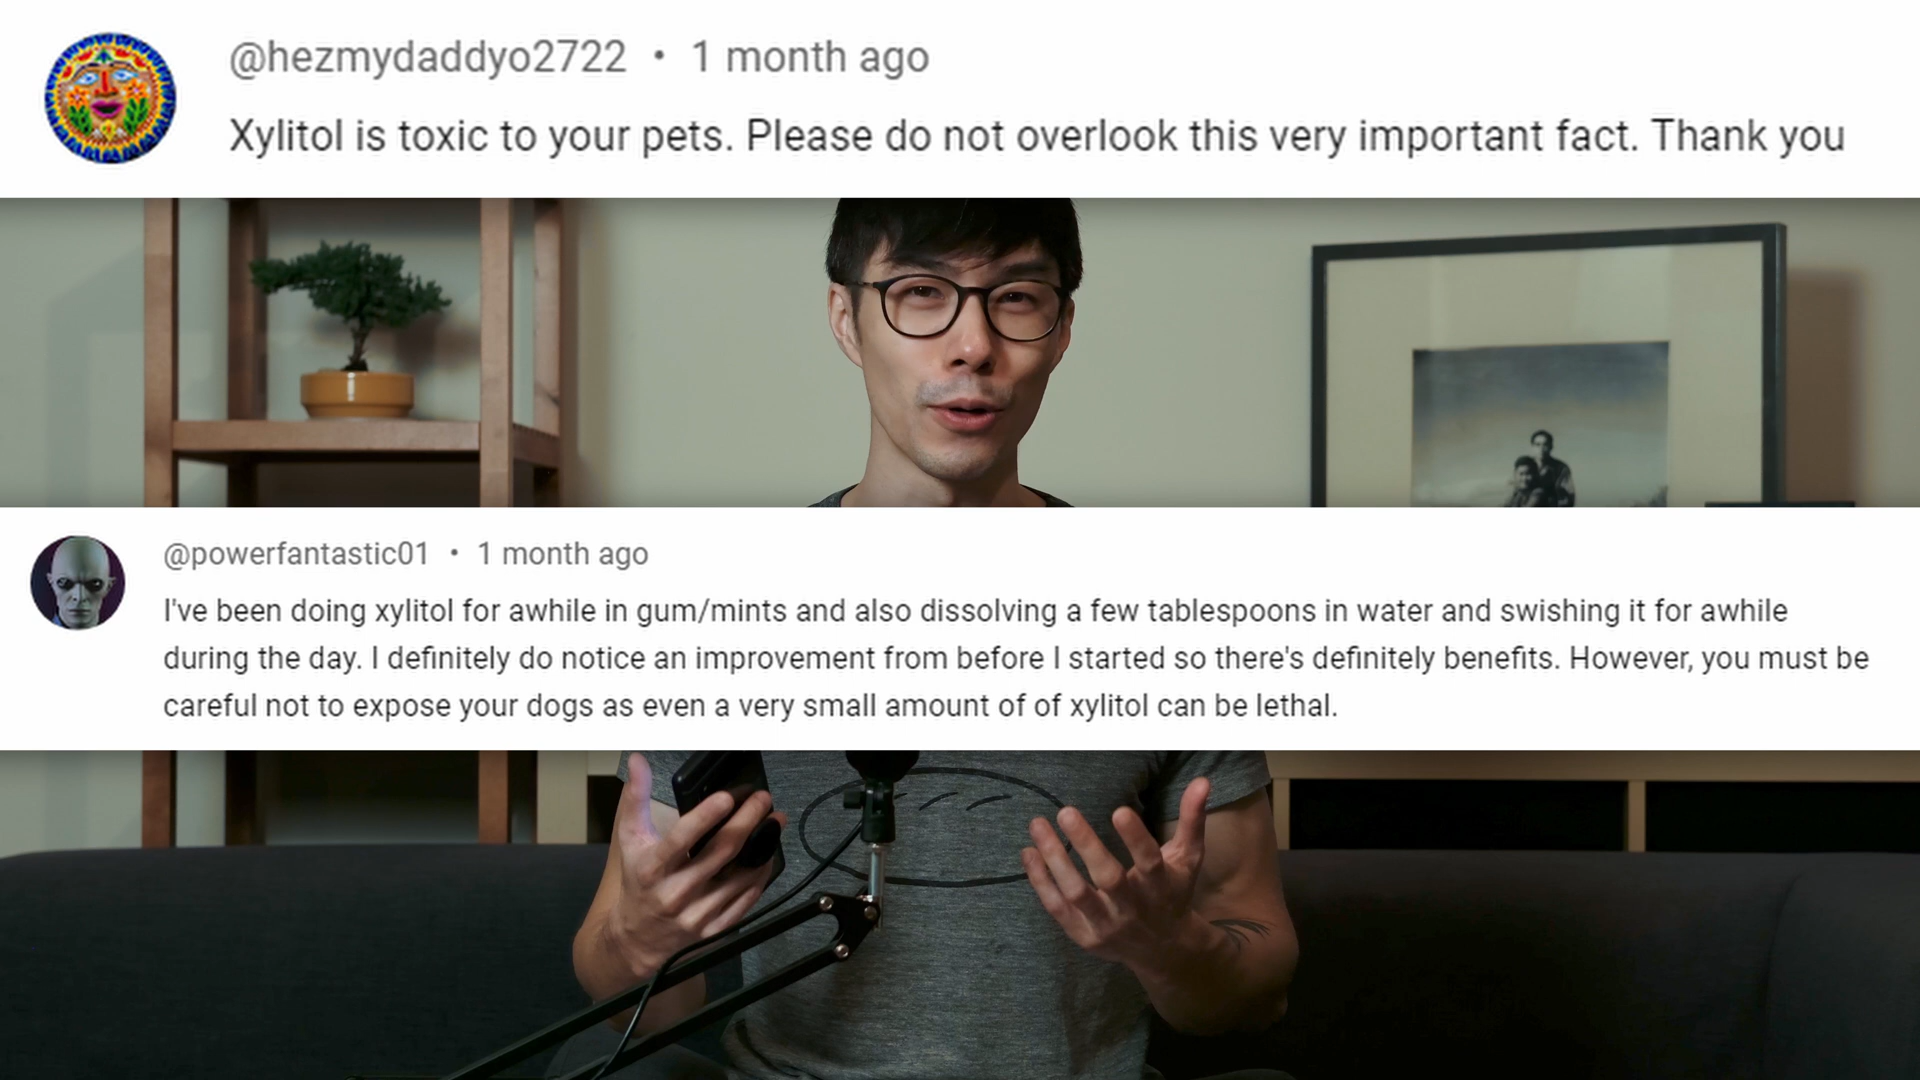 @hezmydaddyo2722 • 1 month ago
Xylitol is toxic to your pets. Please do not overlook this very important fact. Thank you
@powerfantastic01 • 1 month ago
I've been doing xylitol for awhile in gum/mints and also dissolving a few tablespoons in water and swishing it for awhile
during the day. I definitely do notice an improvement from before I started so there's definitely benefits. However, you must be
careful not to expose your dogs as even a very small amount of of xylitol can be lethal.